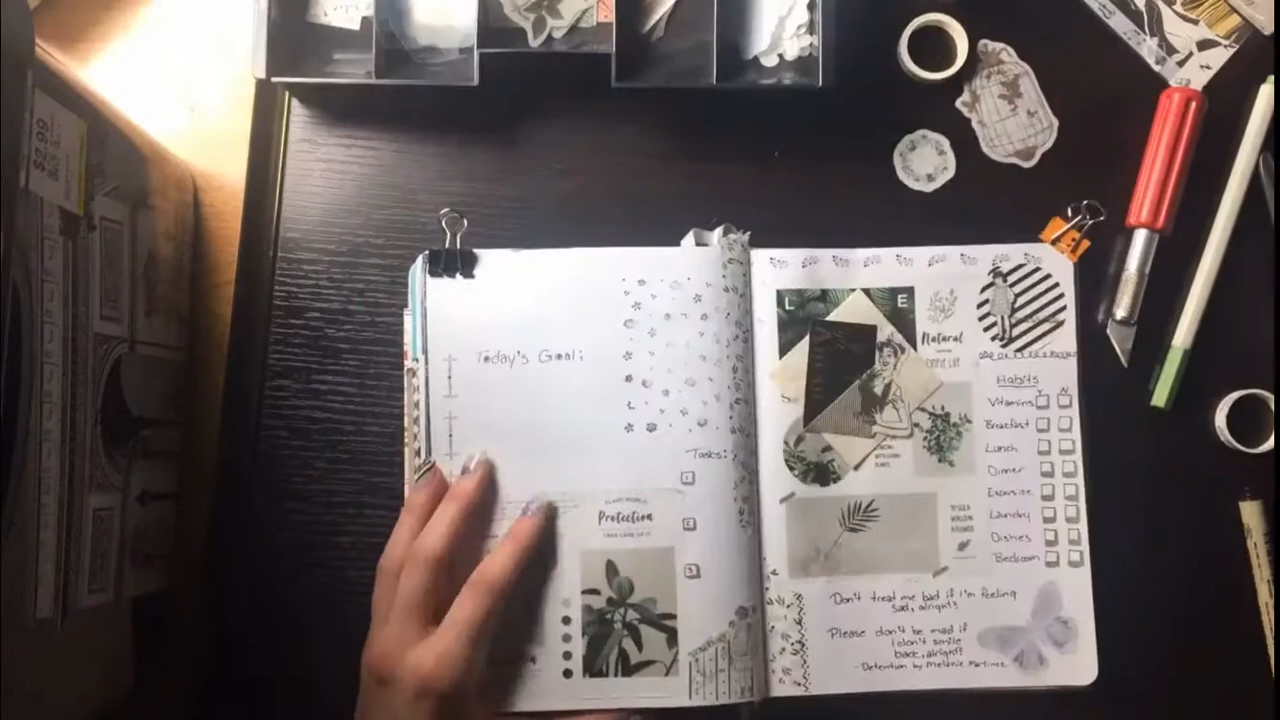 $2.99
Today's Goal:
Tasks:
1
2
3
PLANT WORLD
Protection
TAKE CARE OF IT
L E
Natural
Habits
Y N
Vitamins
Breakfast
Lunch
Dinner
Exercise
Laundry
Dishies
Bedroom
Don't treat me bad if I'm feeling
sad, alright?
Please don't be mad if
I don't smile
back, alright?
- Detention by Melanie Martinez